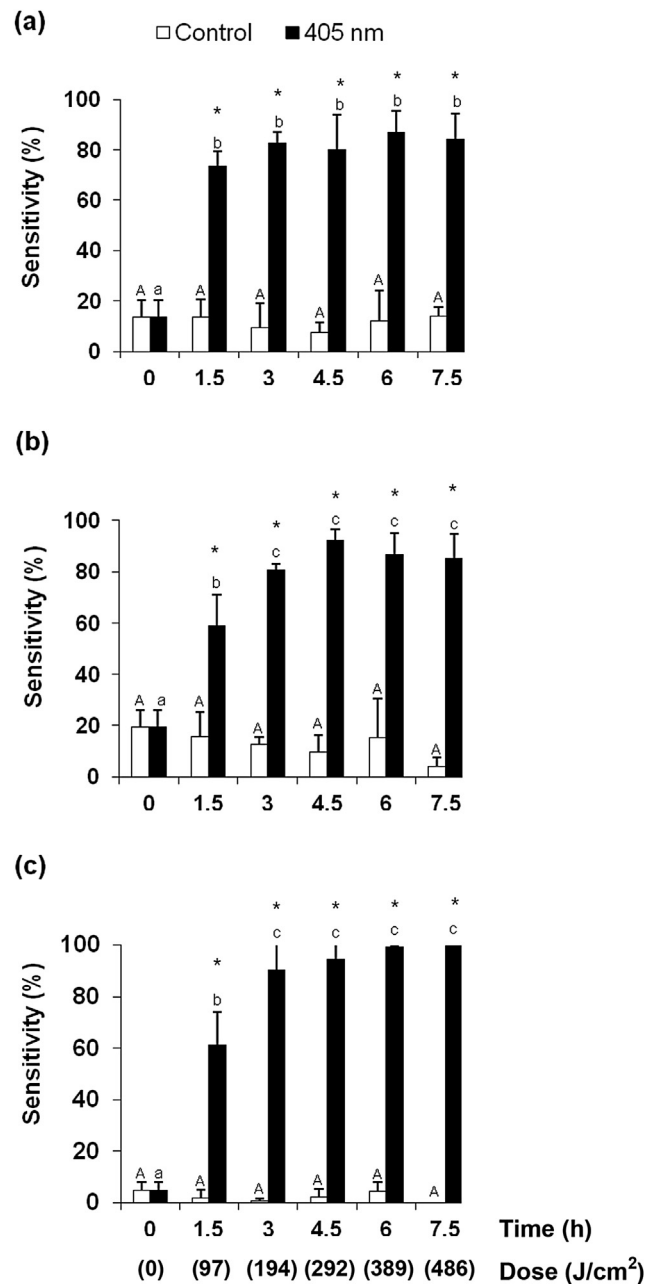 (a)
Control 405 nm
Sensitivity (%)
100
80
60
40
20
0
* * * * *
b b b b b
A a A A A A A
0 1.5 3 4.5 6 7.5
(b)
Sensitivity (%)
100
80
60
40
20
0
* * * * *
b c c c c
A a A A A A A
0 1.5 3 4.5 6 7.5
(c)
Sensitivity (%)
100
80
60
40
20
0
* * * * *
b c c c c
A a A A A A A
0 1.5 3 4.5 6 7.5 Time (h)
(0) (97) (194) (292) (389) (486) Dose (J/cm²)